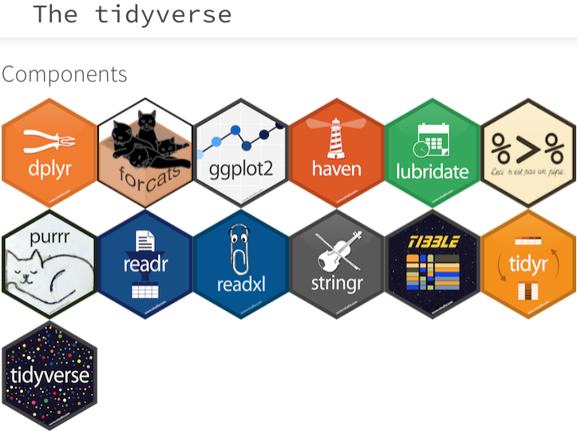 The tidyverse
Components
dplyr
forcats
ggplot2
haven
lubridate
%>%
Ceci n'est pas un pipe.
purrr
readr
readxl
stringr
TIBBLE
tidyr
tidyverse